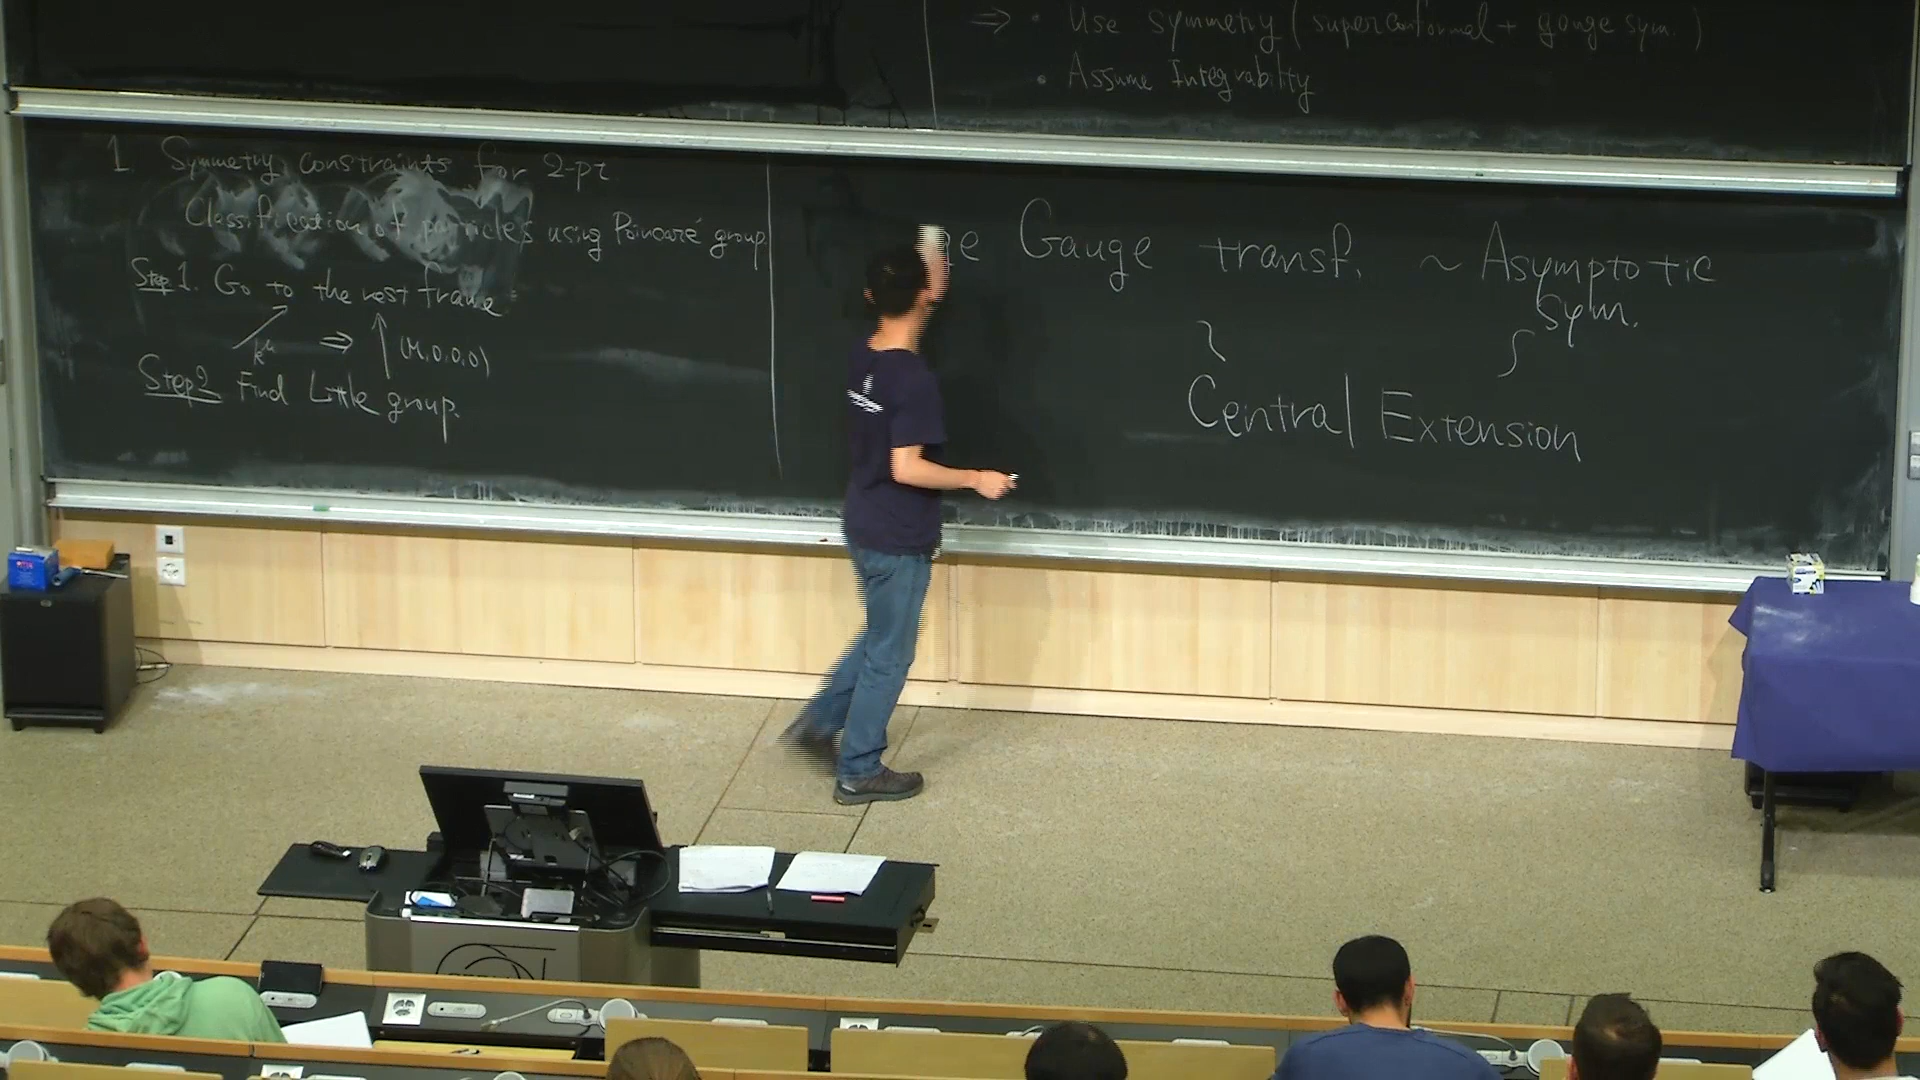 ⇒ • Use symmetry (superconformal + gauge sym.)
• Assume Integrability
1. Symmetry constraints for 2-pt.
Classification of particles using Poincaré group.
Step 1. Go to the rest frame
k^μ ⇒ (M,0,0,0)
Step 2 Find Little group.
Gauge transf. ~ Asymptotic
Sym.
Central Extension